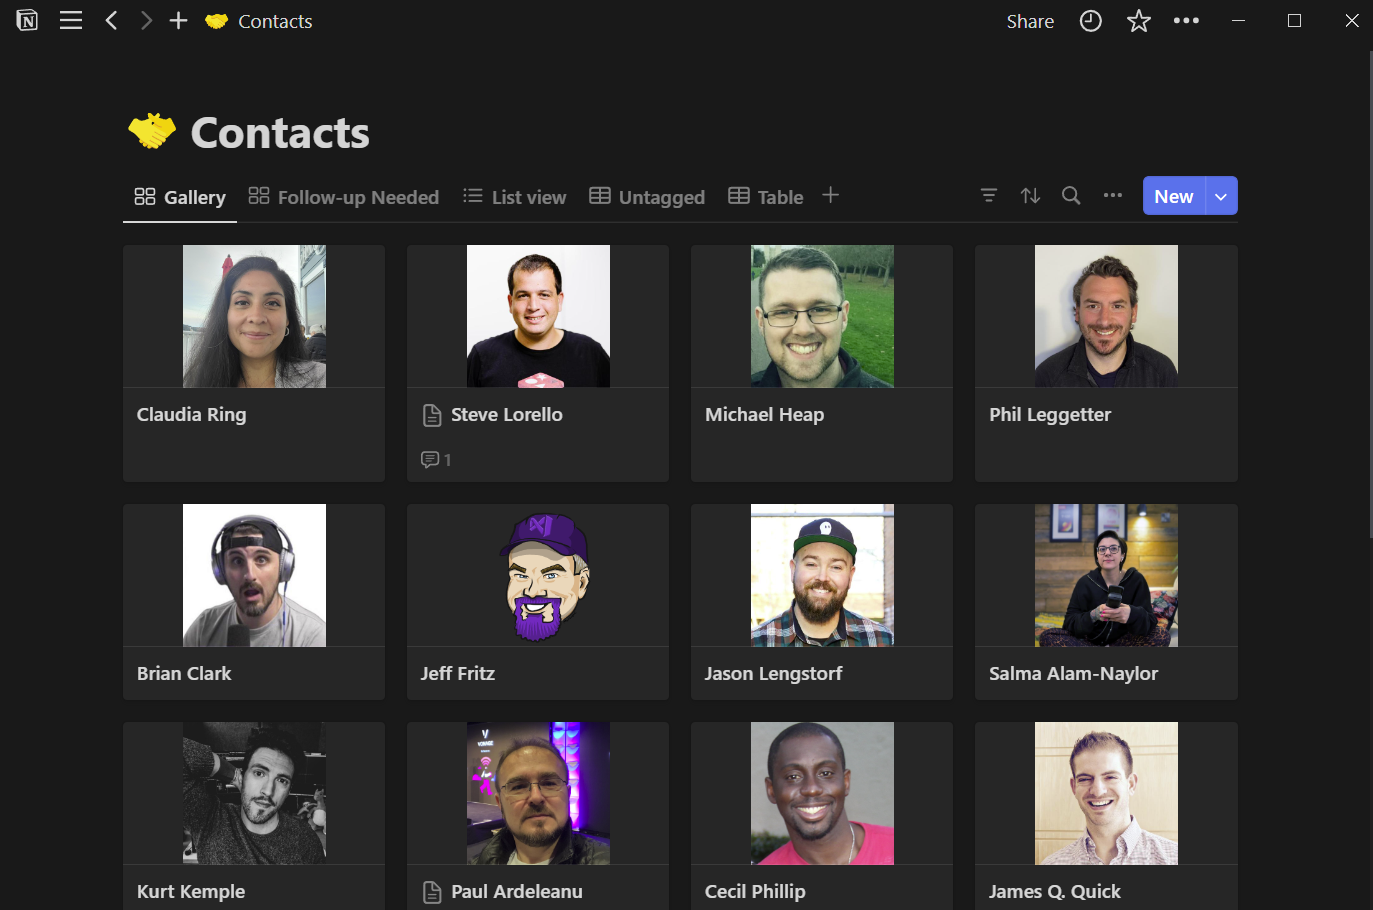 Contacts
Share
Contacts
Gallery
Follow-up Needed
List view
Untagged
Table
New
Claudia Ring
Steve Lorello
Michael Heap
Phil Leggetter
1
Brian Clark
Jeff Fritz
Jason Lengstorf
Salma Alam-Naylor
Kurt Kemple
Paul Ardeleanu
Cecil Phillip
James Q. Quick